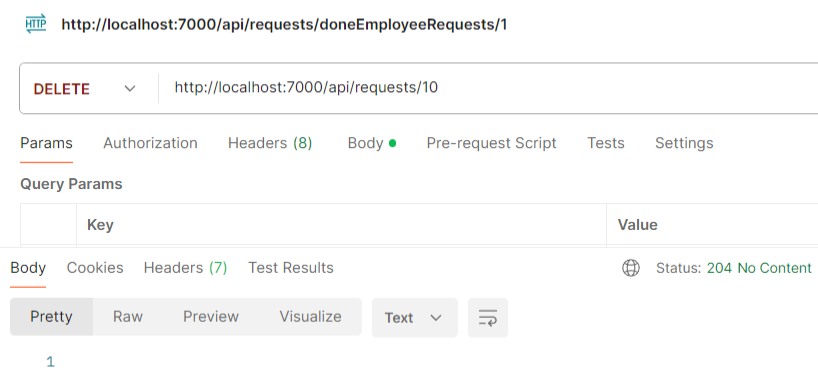 HTTP http://localhost:7000/api/requests/doneEmployeeRequests/1
DELETE http://localhost:7000/api/requests/10
Params Authorization Headers (8) Body Pre-request Script Tests Settings
Query Params
Key Value
Body Cookies Headers (7) Test Results Status: 204 No Content
Pretty Raw Preview Visualize Text
1